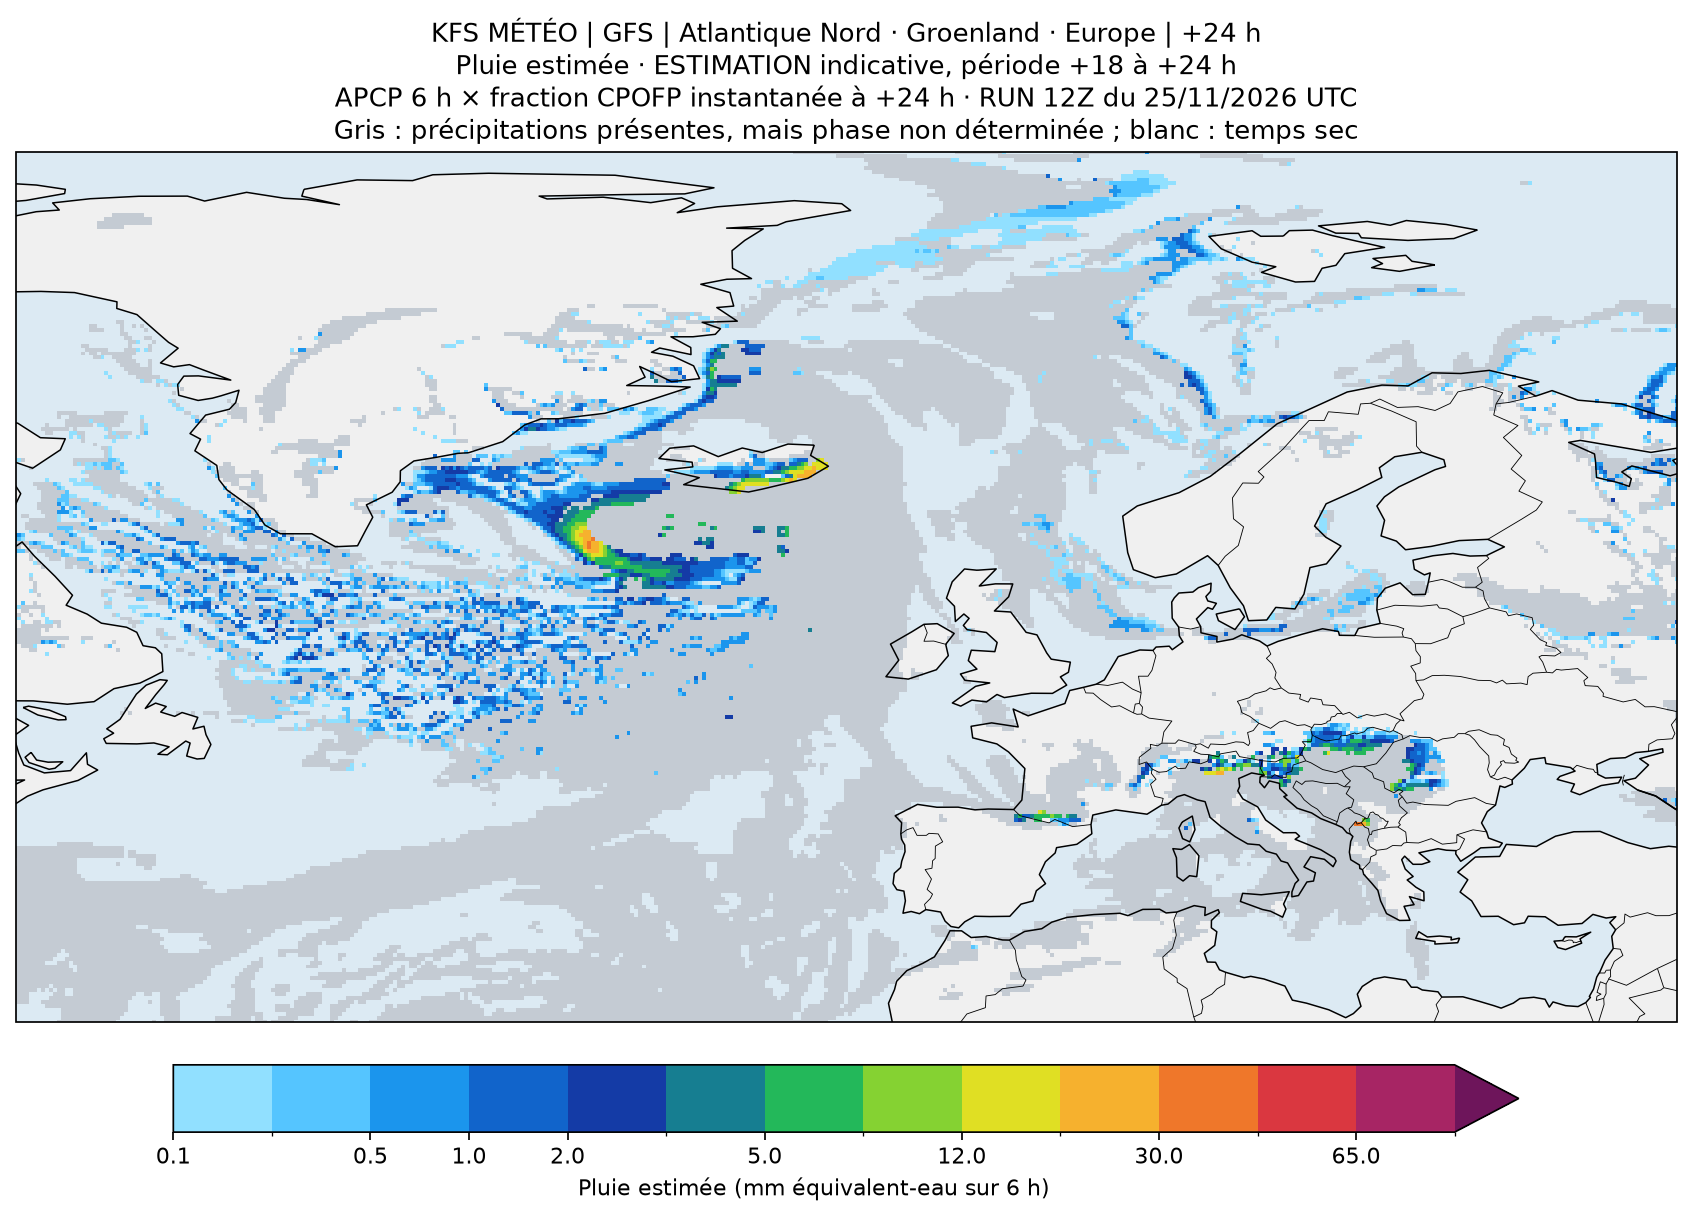 KFS MÉTÉO | GFS | Atlantique Nord · Groenland · Europe | +24 h
Pluie estimée · ESTIMATION indicative, période +18 à +24 h
APCP 6 h × fraction CPOFP instantanée à +24 h · RUN 12Z du 25/11/2026 UTC
Gris : précipitations présentes, mais phase non déterminée ; blanc : temps sec
0.1 0.5 1.0 2.0 5.0 12.0 30.0 65.0
Pluie estimée (mm équivalent-eau sur 6 h)